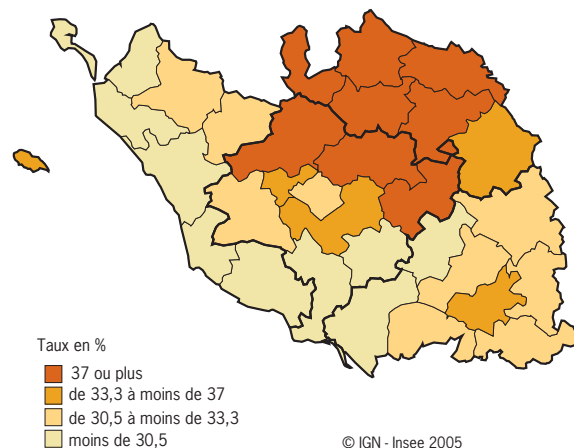 Taux en %
37 ou plus
de 33,3 à moins de 37
de 30,5 à moins de 33,3
moins de 30,5
© IGN - Insee 2005